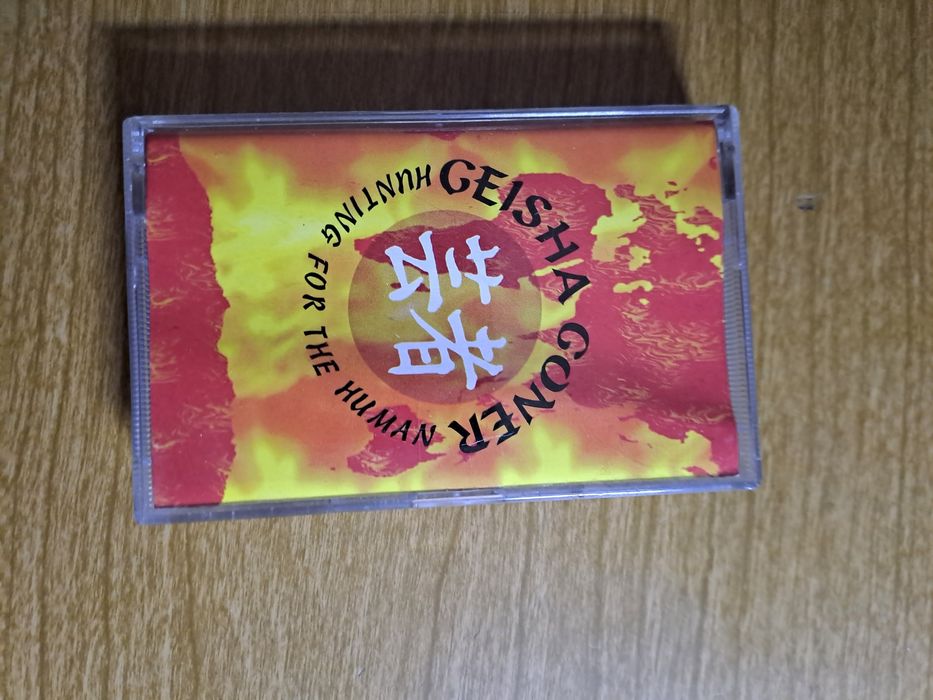 GEISHA GONER
芸者
HUNTING FOR THE HUMAN